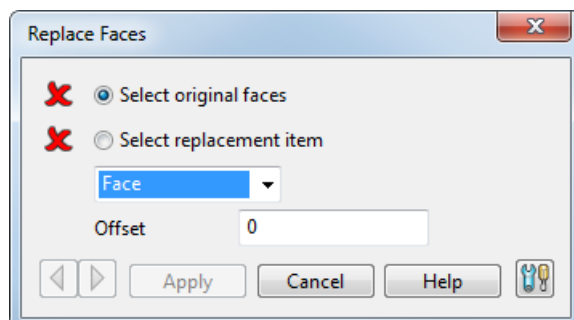 Replace Faces
Select original faces
Select replacement item
Face
Offset 0
Apply Cancel Help